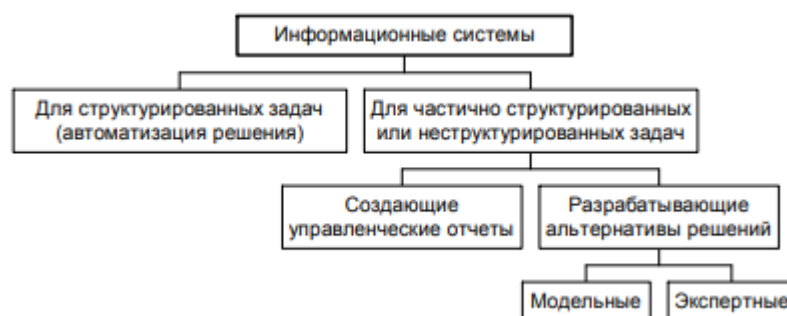 Информационные системы
Для структурированных задач
(автоматизация решения)
Для частично структурированных
или неструктурированных задач
Создающие
управленческие отчеты
Разрабатывающие
альтернативы решений
Модельные
Экспертные